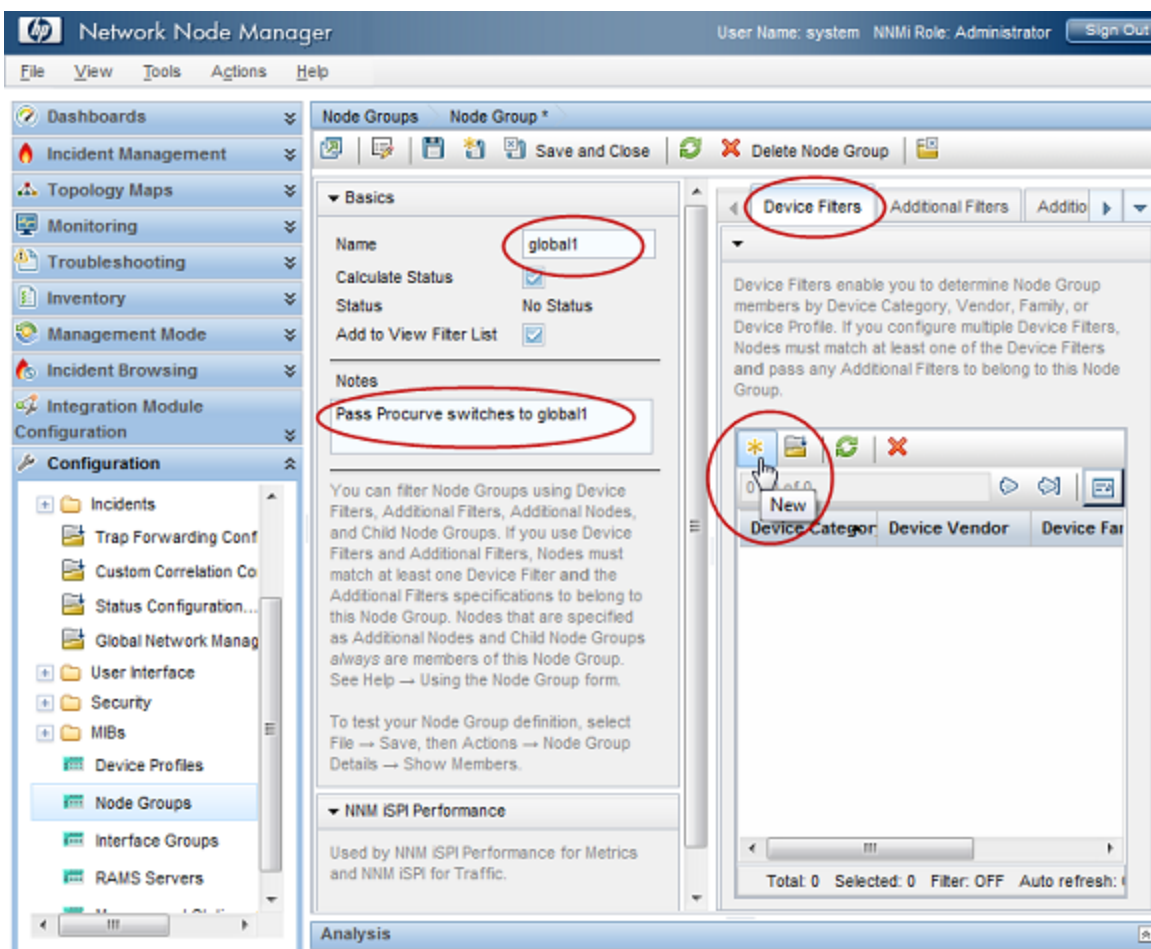 hp Network Node Manager
User Name: system NNMi Role: Administrator
Sign Out
File View Tools Actions Help
Dashboards
Incident Management
Topology Maps
Monitoring
Troubleshooting
Inventory
Management Mode
Incident Browsing
Integration Module
Configuration
Configuration
Incidents
Trap Forwarding Conf
Custom Correlation Co
Status Configuration...
Global Network Manag
User Interface
Security
MIBs
Device Profiles
Node Groups
Interface Groups
RAMS Servers
Node Groups Node Group *
Save and Close Delete Node Group
Basics
Name global1
Calculate Status
Status No Status
Add to View Filter List
Notes
Pass Procurve switches to global1
You can filter Node Groups using Device
Filters, Additional Filters, Additional Nodes,
and Child Node Groups. If you use Device
Filters and Additional Filters, Nodes must
match at least one Device Filter and the
Additional Filters specifications to belong to
this Node Group. Nodes that are specified
as Additional Nodes and Child Node Groups
always are members of this Node Group.
See Help → Using the Node Group form.
To test your Node Group definition, select
File → Save, then Actions → Node Group
Details → Show Members.
NNM iSPI Performance
Used by NNM iSPI Performance for Metrics
and NNM iSPI for Traffic.
Device Filters Additional Filters Additio
Device Filters enable you to determine Node Group
members by Device Category, Vendor, Family, or
Device Profile. If you configure multiple Device Filters,
Nodes must match at least one of the Device Filters
and pass any Additional Filters to belong to this Node
Group.
New
Device Categor Device Vendor Device Fam
Total: 0 Selected: 0 Filter: OFF Auto refresh:
Analysis